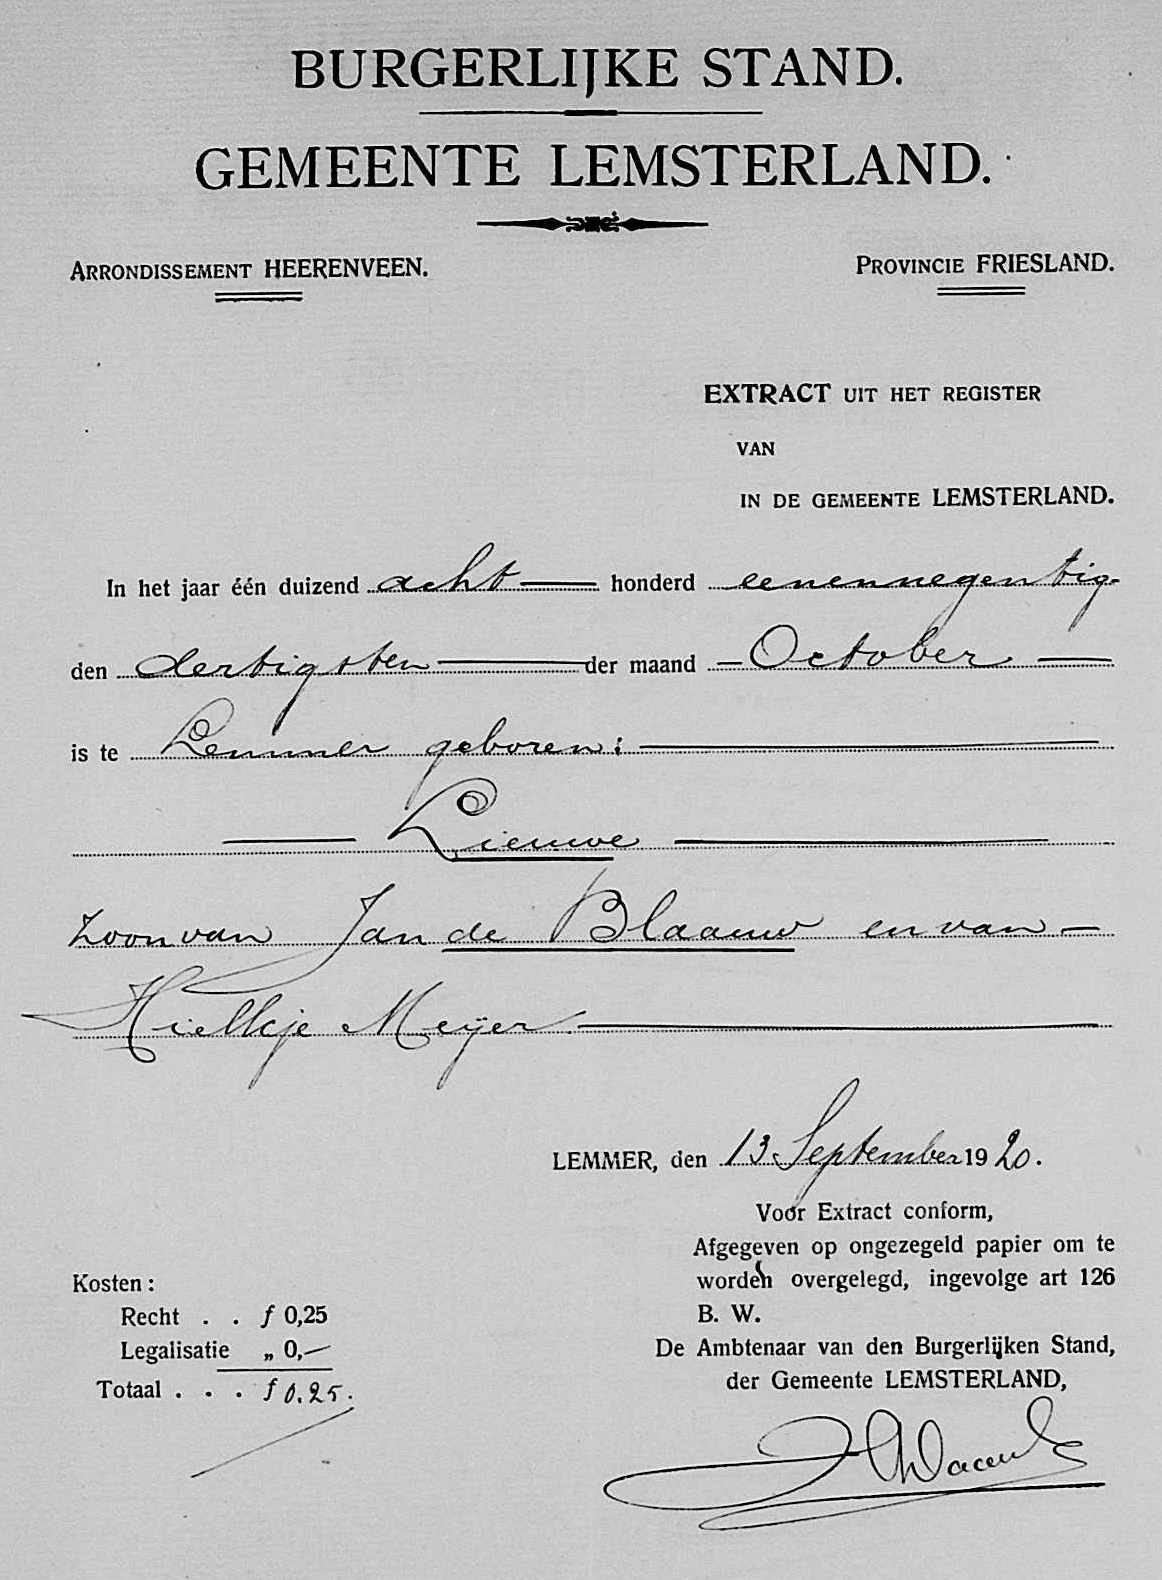 BURGERLIJKE STAND.
GEMEENTE LEMSTERLAND.
ARRONDISSEMENT HEERENVEEN.
PROVINCIE FRIESLAND.
EXTRACT UIT HET REGISTER
VAN
IN DE GEMEENTE LEMSTERLAND.
In het jaar één duizend acht honderd eenennegentig
den dertigsten der maand October
is te Lemmer geboren:
Lieuwe
zoon van Jan de Blaauw en van
Hielkje Meÿer
LEMMER, den 13 September 1920.
Voor Extract conform,
Afgegeven op ongezegeld papier om te
worden overgelegd, ingevolge art 126
B. W.
De Ambtenaar van den Burgerlijken Stand,
der Gemeente LEMSTERLAND,
Kosten:
Recht . . f 0,25
Legalisatie „ 0,—
Totaal . . . f 0.25.